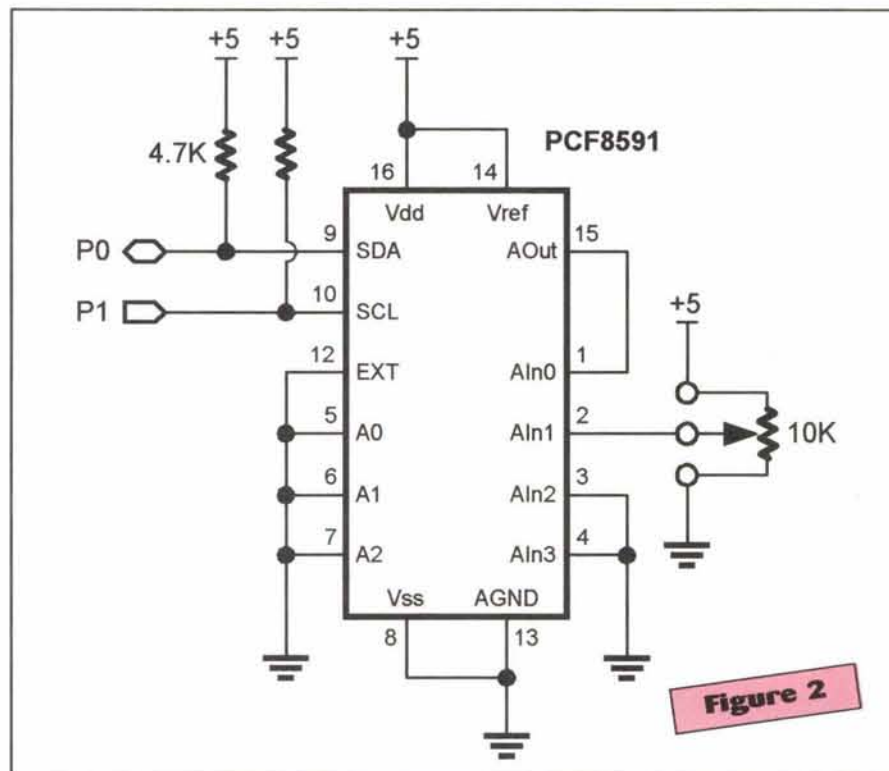 +5 +5 +5
4.7K
PCF8591
16 14
Vdd Vref
P0 9 SDA AOut 15
P1 10 SCL
+5
12 EXT AIn0 1
5 A0 AIn1 2
10K
6 A1 AIn2 3
7 A2 AIn3 4
Vss AGND
8 13
Figure 2